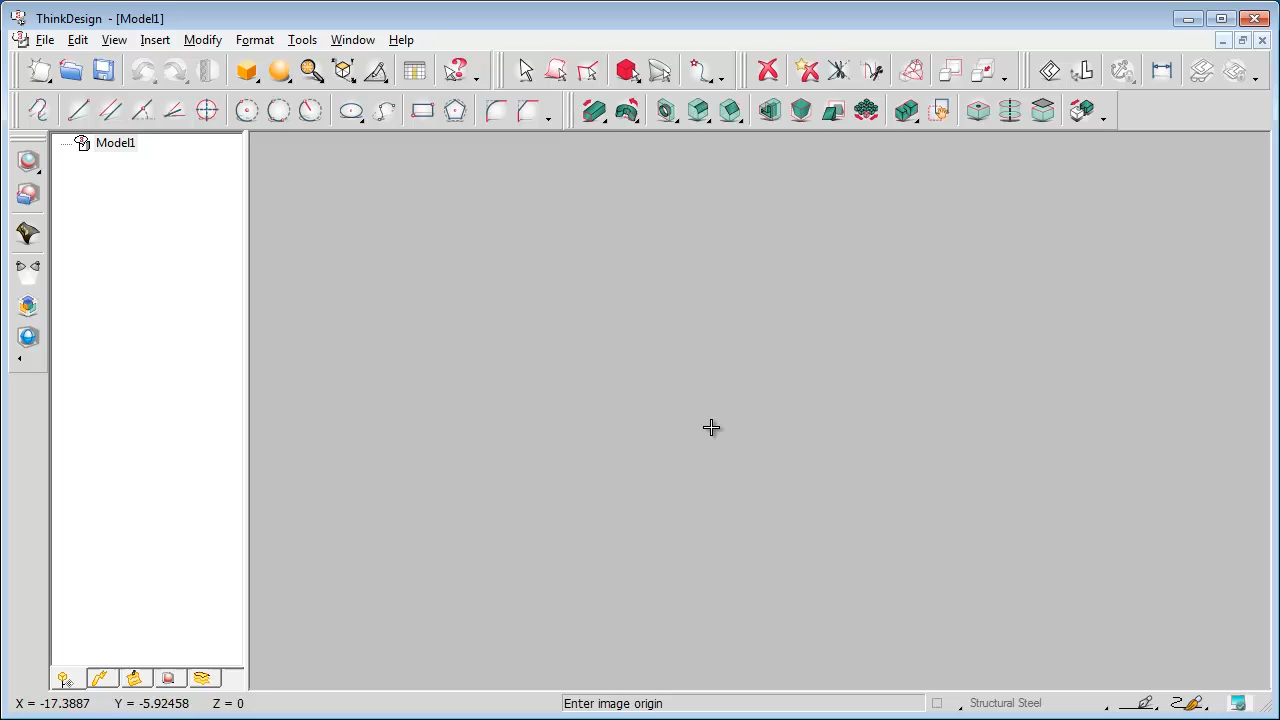 ThinkDesign - [Model1]
File Edit View Insert Modify Format Tools Window Help
Model1
X = -17.3887 Y = -5.92458 Z = 0 Enter image origin Structural Steel